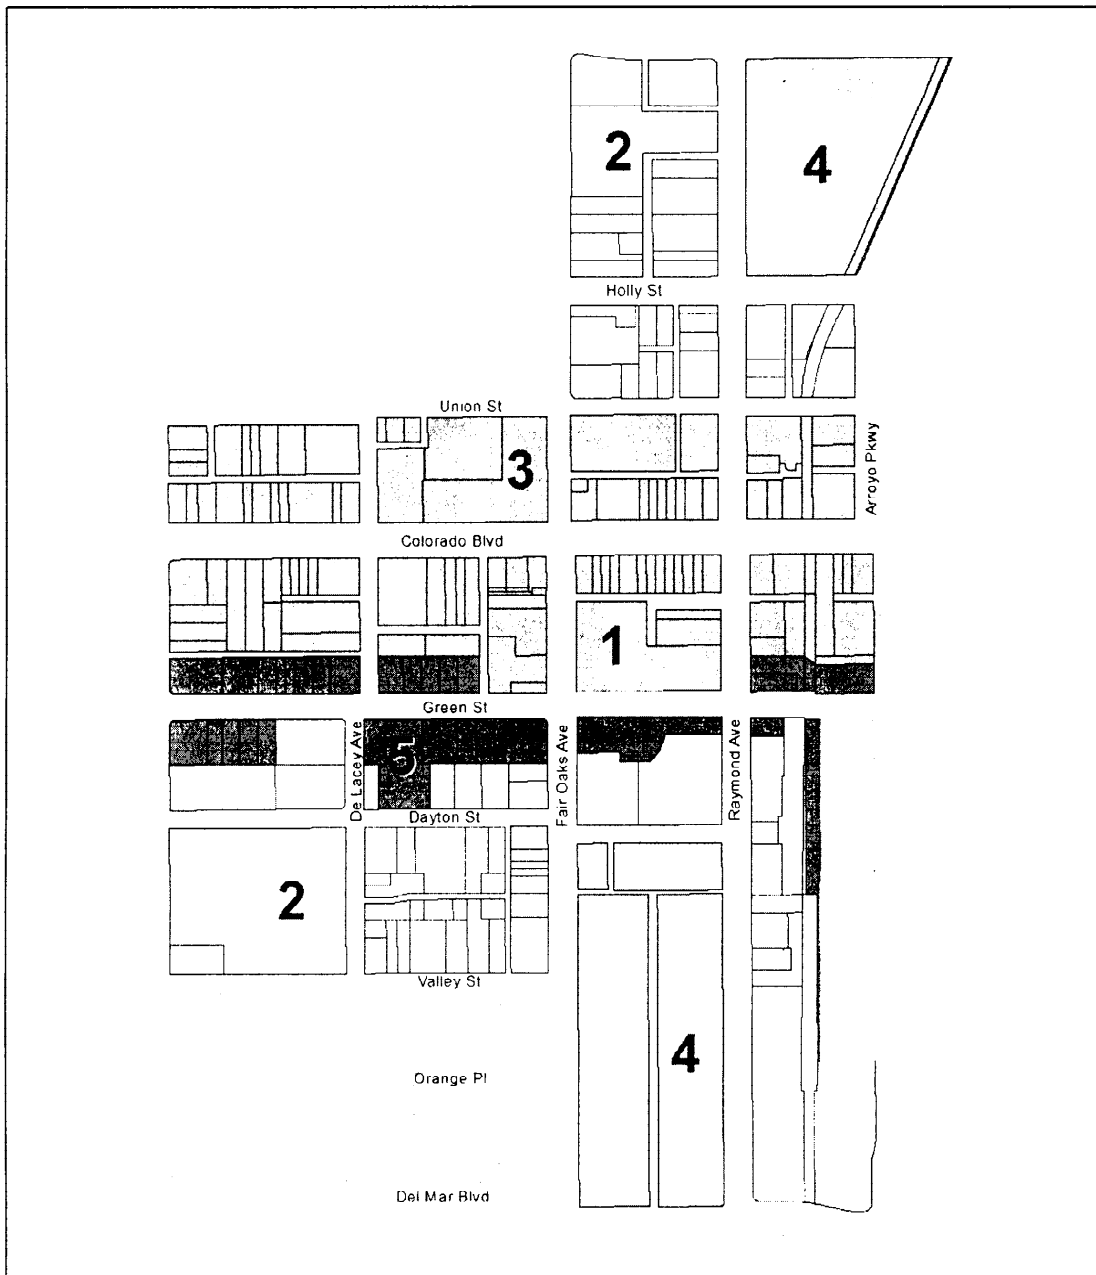 2
4
Holly St
Union St
3
Arroyo Pkwy
Colorado Blvd
1
Green St
De Lacey Ave
5
Fair Oaks Ave
Raymond Ave
Dayton St
2
Valley St
4
Orange Pl
Del Mar Blvd